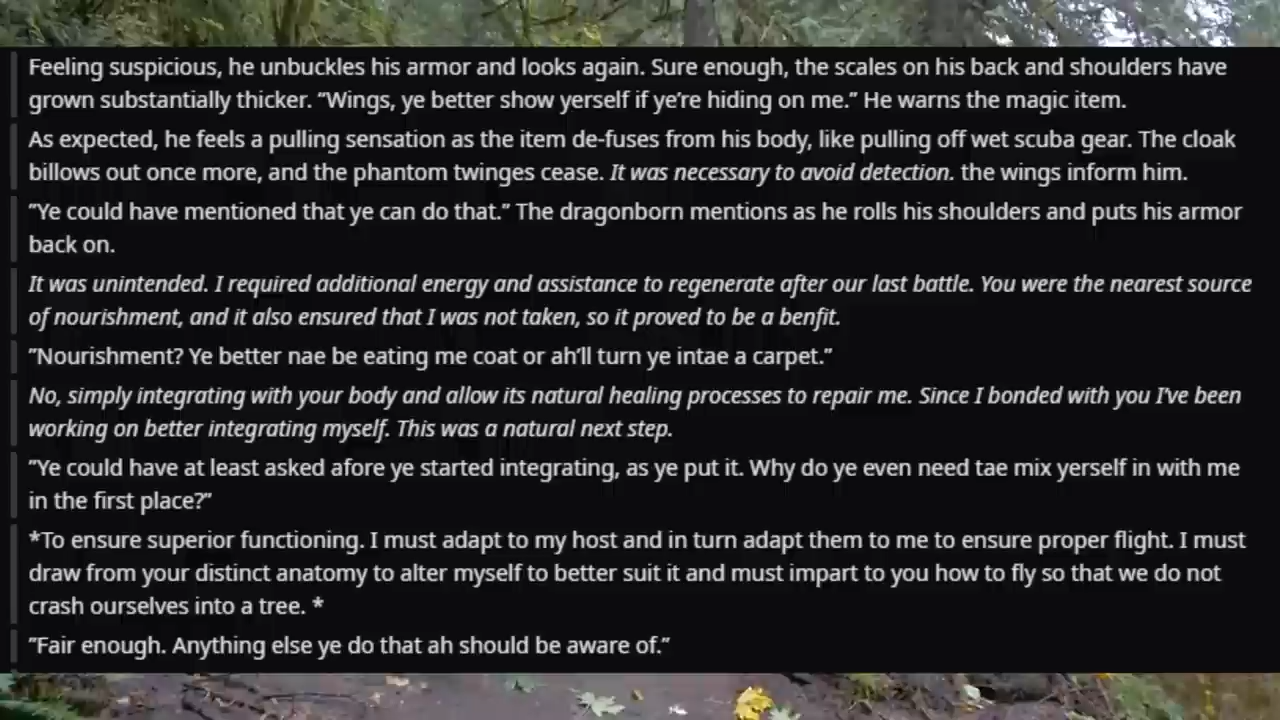 Feeling suspicious, he unbuckles his armor and looks again. Sure enough, the scales on his back and shoulders have
grown substantially thicker. “Wings, ye better show yerself if ye’re hiding on me.” He warns the magic item.
As expected, he feels a pulling sensation as the item de-fuses from his body, like pulling off wet scuba gear. The cloak
billows out once more, and the phantom twinges cease. It was necessary to avoid detection. the wings inform him.
”Ye could have mentioned that ye can do that.” The dragonborn mentions as he rolls his shoulders and puts his armor
back on.
It was unintended. I required additional energy and assistance to regenerate after our last battle. You were the nearest source
of nourishment, and it also ensured that I was not taken, so it proved to be a benfit.
”Nourishment? Ye better nae be eating me coat or ah’ll turn ye intae a carpet.”
No, simply integrating with your body and allow its natural healing processes to repair me. Since I bonded with you I’ve been
working on better integrating myself. This was a natural next step.
”Ye could have at least asked afore ye started integrating, as ye put it. Why do ye even need tae mix yerself in with me
in the first place?”
*To ensure superior functioning. I must adapt to my host and in turn adapt them to me to ensure proper flight. I must
draw from your distinct anatomy to alter myself to better suit it and must impart to you how to fly so that we do not
crash ourselves into a tree. *
”Fair enough. Anything else ye do that ah should be aware of.”